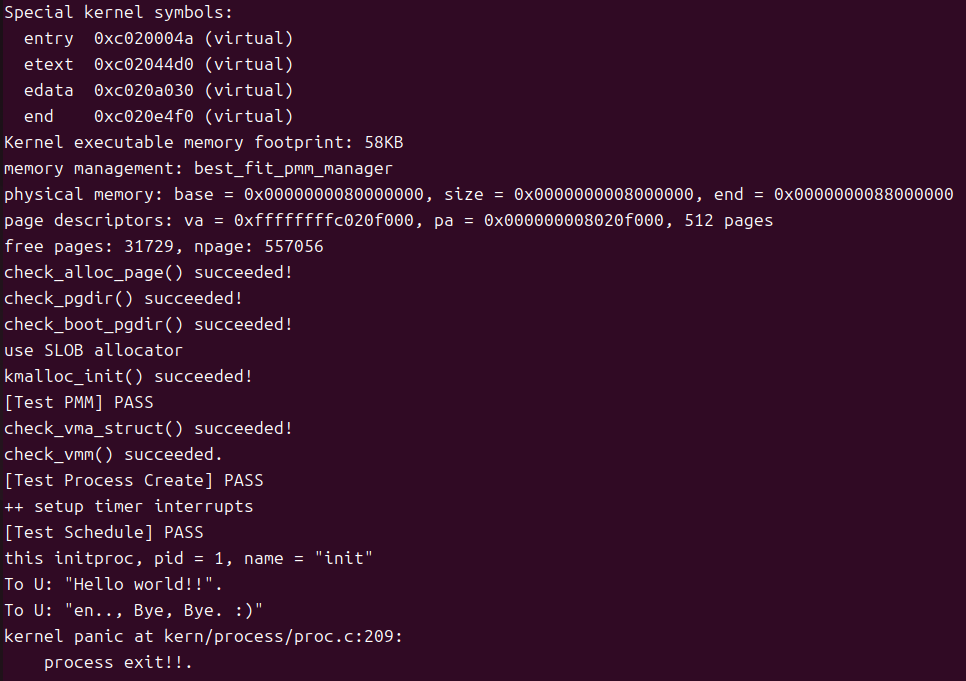 Special kernel symbols:
  entry  0xc020004a (virtual)
  etext  0xc02044d0 (virtual)
  edata  0xc020a030 (virtual)
  end    0xc020e4f0 (virtual)
Kernel executable memory footprint: 58KB
memory management: best_fit_pmm_manager
physical memory: base = 0x0000000080000000, size = 0x0000000008000000, end = 0x0000000088000000
page descriptors: va = 0xffffffffc020f000, pa = 0x000000008020f000, 512 pages
free pages: 31729, npage: 557056
check_alloc_page() succeeded!
check_pgdir() succeeded!
check_boot_pgdir() succeeded!
use SLOB allocator
kmalloc_init() succeeded!
[Test PMM] PASS
check_vma_struct() succeeded!
check_vmm() succeeded.
[Test Process Create] PASS
++ setup timer interrupts
[Test Schedule] PASS
this initproc, pid = 1, name = "init"
To U: "Hello world!!".
To U: "en.., Bye, Bye. :)"
kernel panic at kern/process/proc.c:209:
    process exit!!.